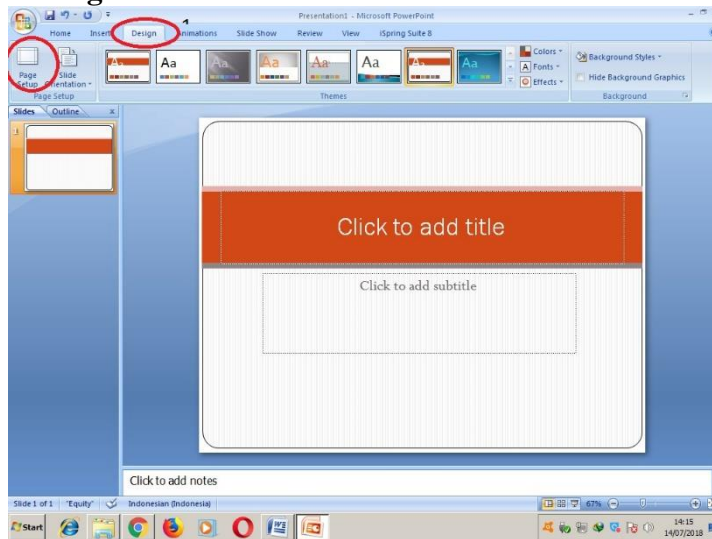 Presentation1 - Microsoft PowerPoint
Home Insert Design Animations Slide Show Review View iSpring Suite 8
1
Page Setup
Slide Orientation
Aa Aa Aa Aa Aa Aa Aa Aa
Colors
Fonts
Effects
Background Styles
Hide Background Graphics
Page Setup Themes Background
Slides Outline x
1
Click to add title
Click to add subtitle
Click to add notes
Slide 1 of 1 "Equity" Indonesian (Indonesia) 67%
Start
14:15
14/07/2018